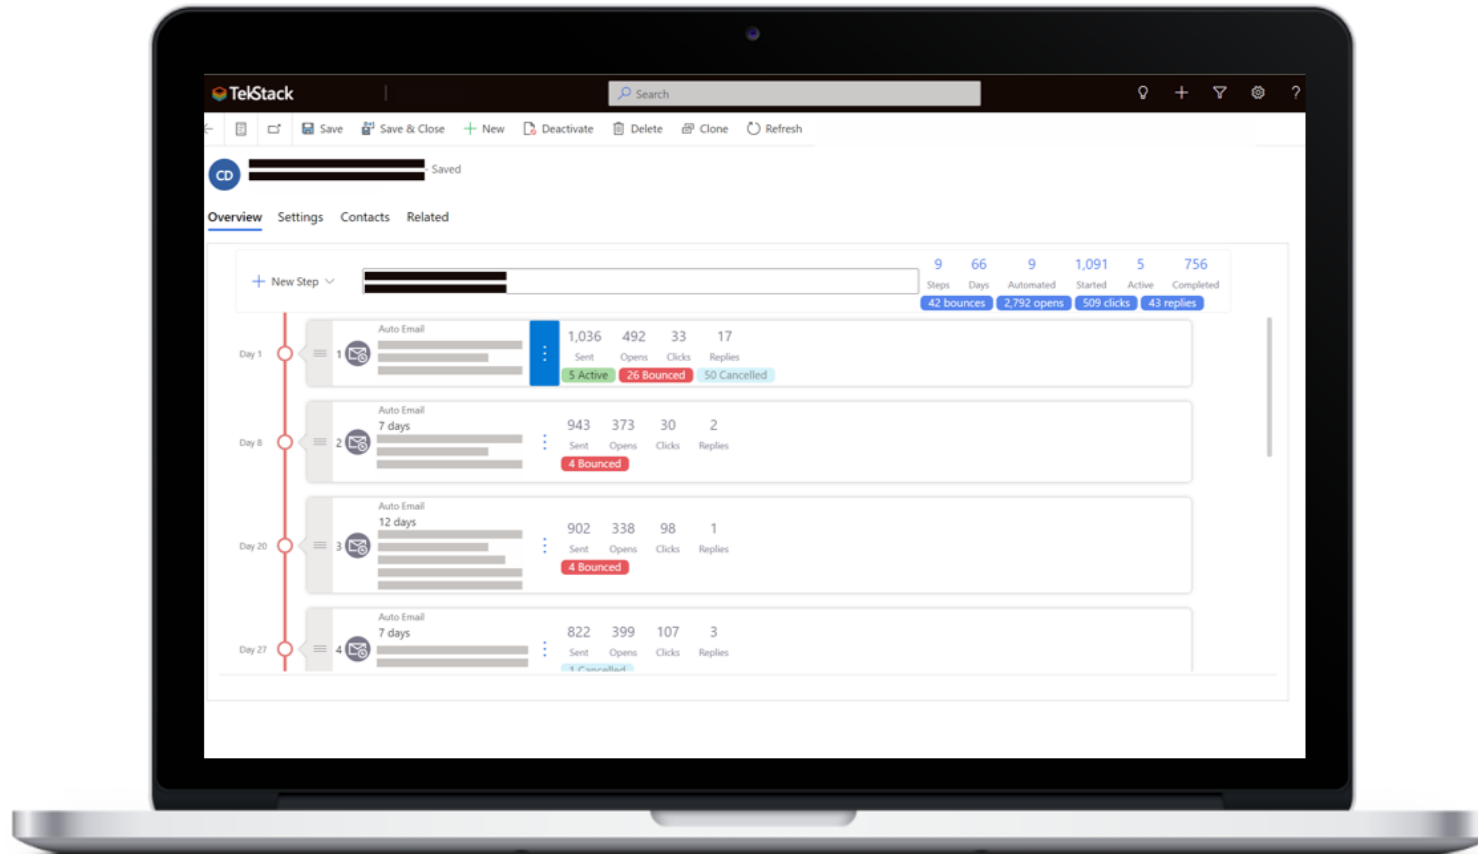 TekStack
Search
?
Save Save & Close New Deactivate Delete Clone Refresh
CD
- Saved
Overview Settings Contacts Related
New Step
9 66 9 1,091 5 756
Steps Days Automated Started Active Completed
42 bounces 2,792 opens 509 clicks 43 replies
Day 1
1
Auto Email
1,036 492 33 17
Sent Opens Clicks Replies
5 Active 26 Bounced 50 Cancelled
Day 8
2
Auto Email
7 days
943 373 30 2
Sent Opens Clicks Replies
4 Bounced
Day 20
3
Auto Email
12 days
902 338 98 1
Sent Opens Clicks Replies
4 Bounced
Day 27
4
Auto Email
7 days
822 399 107 3
Sent Opens Clicks Replies
1 Cancelled